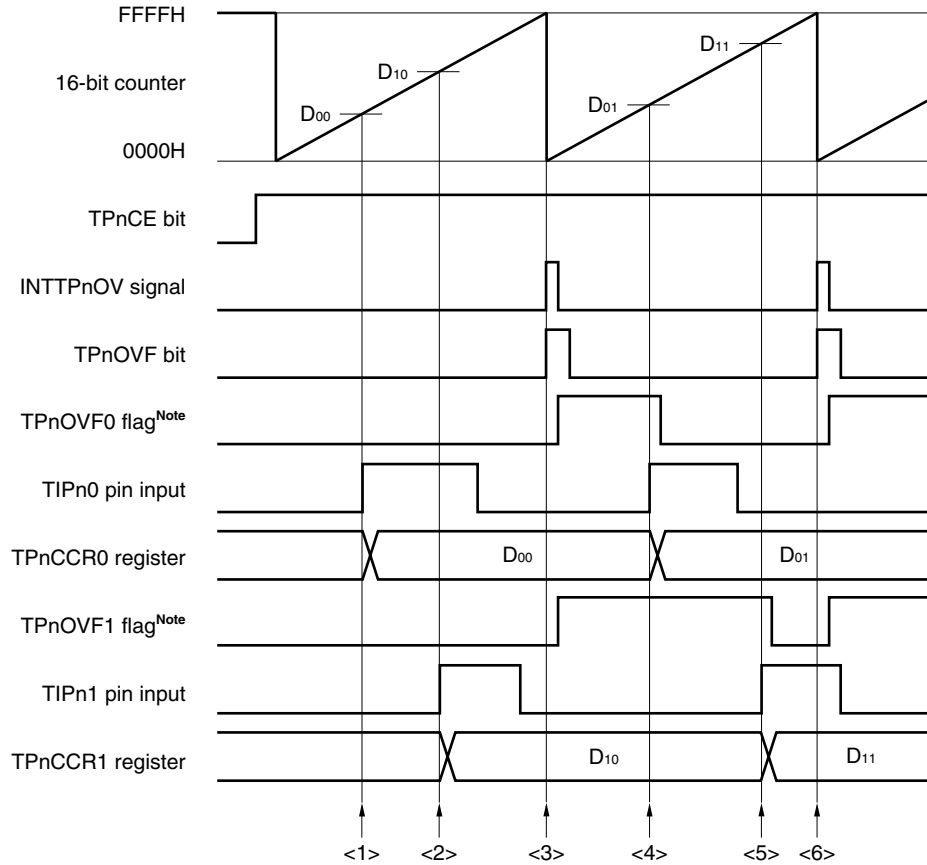 FFFFH
D11
D10
16-bit counter
D01
D00
0000H
TPnCE bit
INTTPnOV signal
TPnOVF bit
TPnOVF0 flagNote
TIPn0 pin input
TPnCCR0 register
D00
D01
TPnOVF1 flagNote
TIPn1 pin input
TPnCCR1 register
D10
D11
<1>
<2>
<3>
<4>
<5>
<6>